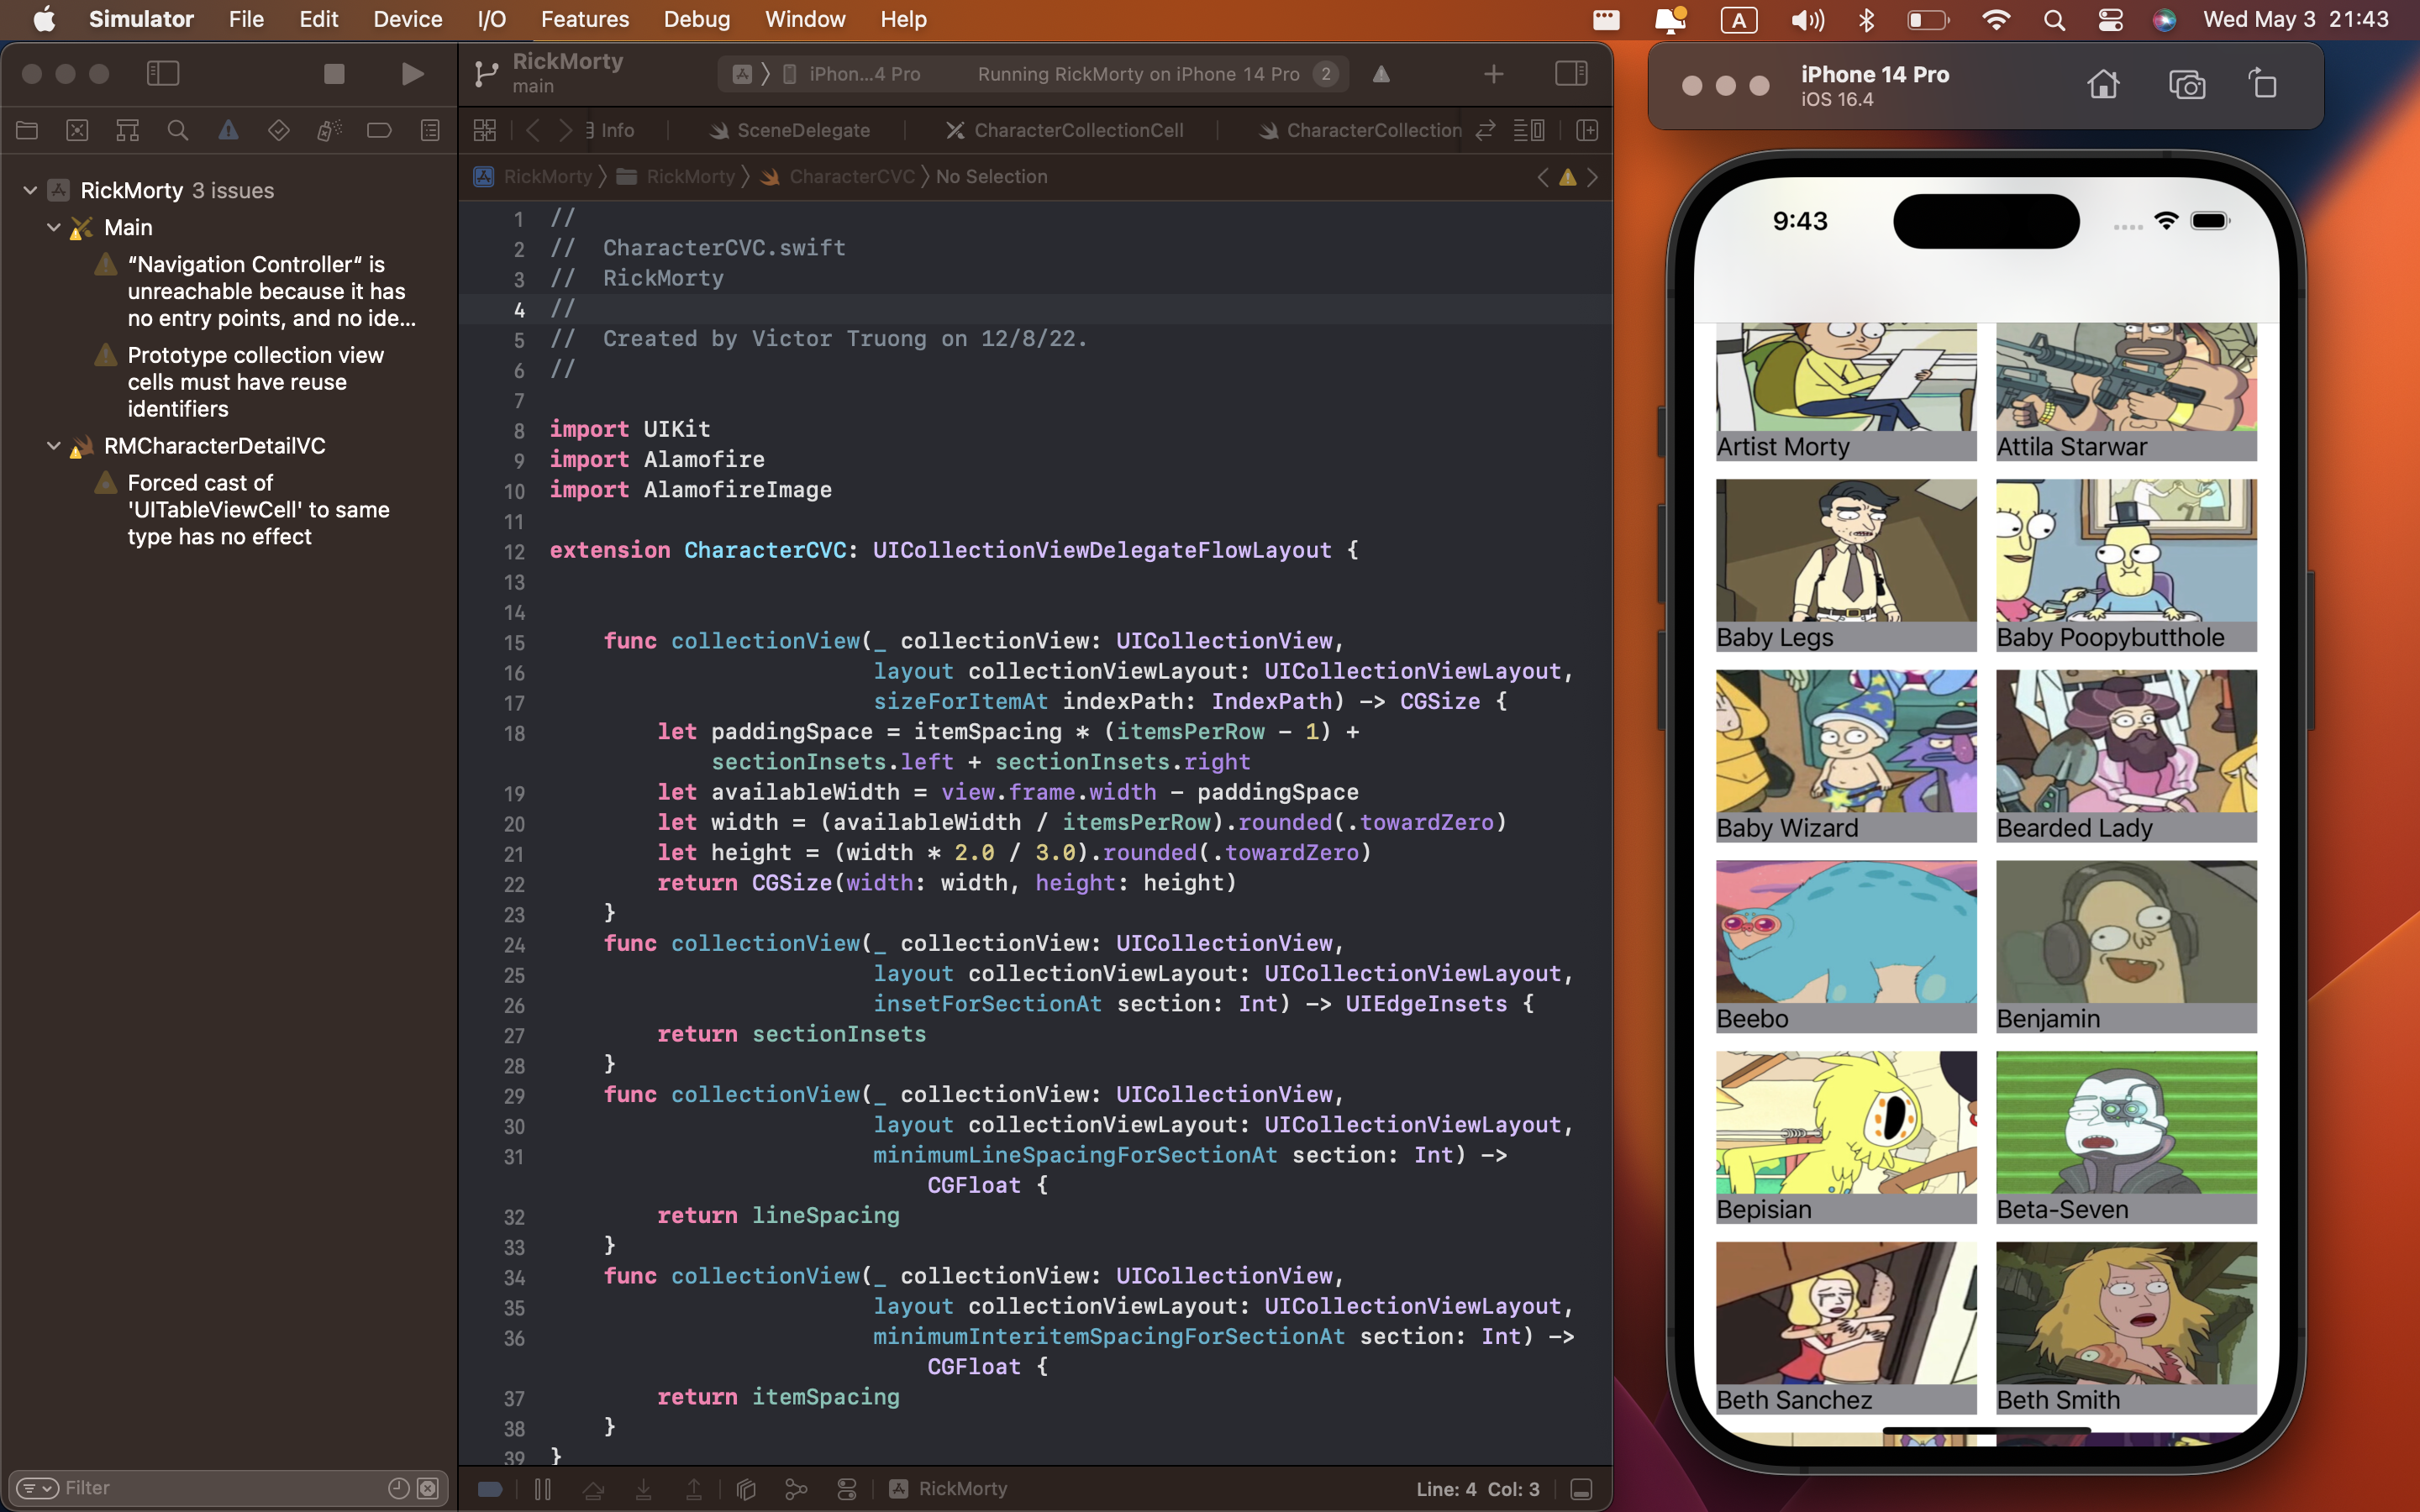 Simulator File Edit Device I/O Features Debug Window Help
A
Wed May 3 21:43
RickMorty
main
iPhon...4 Pro
Running RickMorty on iPhone 14 Pro 2
iPhone 14 Pro
iOS 16.4
Info
SceneDelegate
CharacterCollectionCell
CharacterCollection
RickMorty
RickMorty
CharacterCVC
No Selection
RickMorty 3 issues
Main
“Navigation Controller“ is
unreachable because it has
no entry points, and no ide...
Prototype collection view
cells must have reuse
identifiers
RMCharacterDetailVC
Forced cast of
'UITableViewCell' to same
type has no effect
Filter
1 //
2 // CharacterCVC.swift
3 // RickMorty
4 //
5 // Created by Victor Truong on 12/8/22.
6 //
7
8 import UIKit
9 import Alamofire
10 import AlamofireImage
11
12 extension CharacterCVC: UICollectionViewDelegateFlowLayout {
13
14
15 func collectionView(_ collectionView: UICollectionView,
16 layout collectionViewLayout: UICollectionViewLayout,
17 sizeForItemAt indexPath: IndexPath) -> CGSize {
18 let paddingSpace = itemSpacing * (itemsPerRow - 1) +
sectionInsets.left + sectionInsets.right
19 let availableWidth = view.frame.width - paddingSpace
20 let width = (availableWidth / itemsPerRow).rounded(.towardZero)
21 let height = (width * 2.0 / 3.0).rounded(.towardZero)
22 return CGSize(width: width, height: height)
23 }
24 func collectionView(_ collectionView: UICollectionView,
25 layout collectionViewLayout: UICollectionViewLayout,
26 insetForSectionAt section: Int) -> UIEdgeInsets {
27 return sectionInsets
28 }
29 func collectionView(_ collectionView: UICollectionView,
30 layout collectionViewLayout: UICollectionViewLayout,
31 minimumLineSpacingForSectionAt section: Int) ->
CGFloat {
32 return lineSpacing
33 }
34 func collectionView(_ collectionView: UICollectionView,
35 layout collectionViewLayout: UICollectionViewLayout,
36 minimumInteritemSpacingForSectionAt section: Int) ->
CGFloat {
37 return itemSpacing
38 }
39 }
RickMorty
Line: 4 Col: 3
9:43
Artist Morty
Attila Starwar
Baby Legs
Baby Poopybutthole
Baby Wizard
Bearded Lady
Beebo
Benjamin
Bepisian
Beta-Seven
Beth Sanchez
Beth Smith